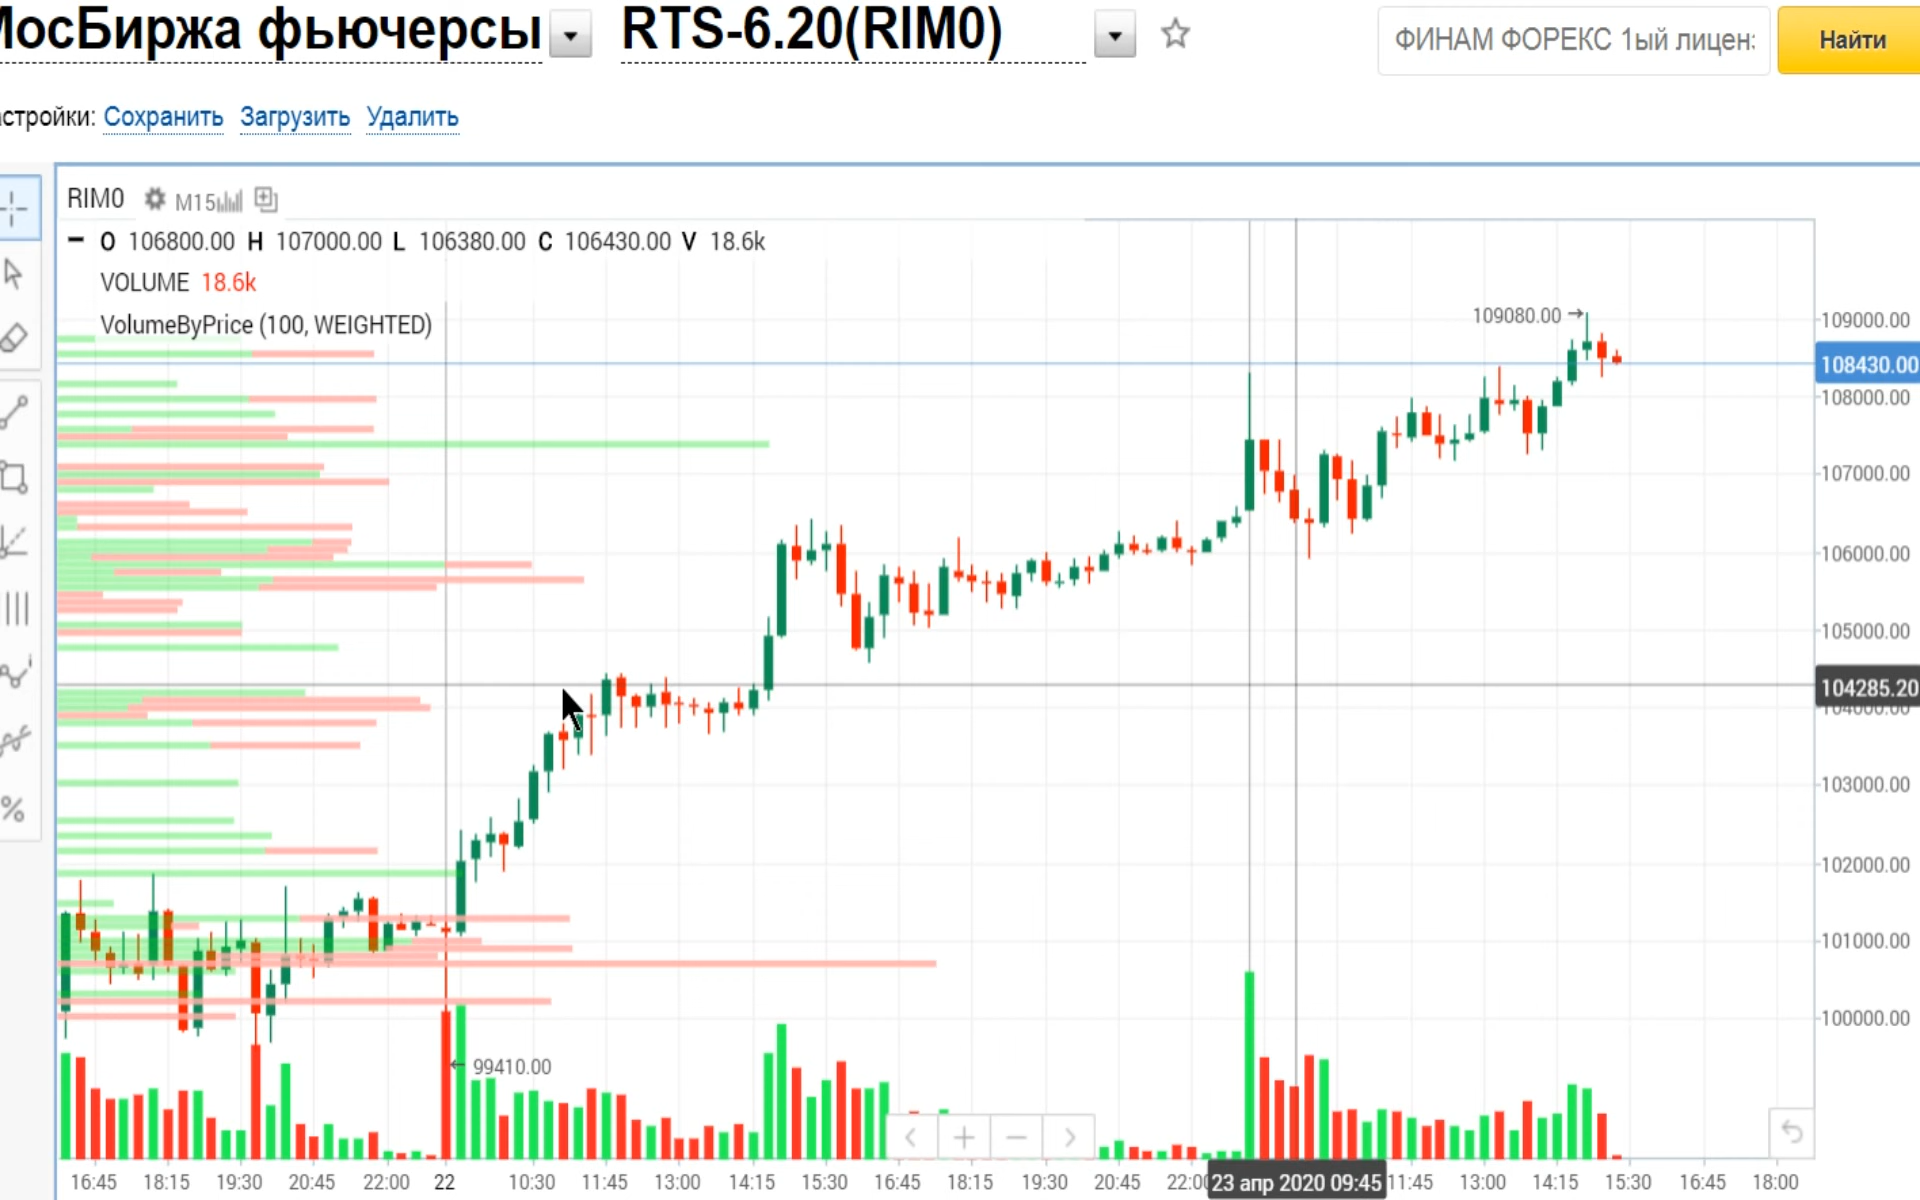 МосБиржа фьючерсы RTS-6.20(RIM0) ФИНАМ ФОРЕКС 1ый лицен Найти
стройки: Сохранить Загрузить Удалить
RIM0 M15
O 106800.00 H 107000.00 L 106380.00 C 106430.00 V 18.6k
VOLUME 18.6k
VolumeByPrice (100, WEIGHTED)
109080.00
109000.00
108430.00
108000.00
107000.00
106000.00
105000.00
104285.20
104000.00
103000.00
102000.00
101000.00
100000.00
99410.00
16:45 18:15 19:30 20:45 22:00 22 10:30 11:45 13:00 14:15 15:30 16:45 18:15 19:30 20:45 22:00 23 апр 2020 09:45 11:45 13:00 14:15 15:30 16:45 18:00